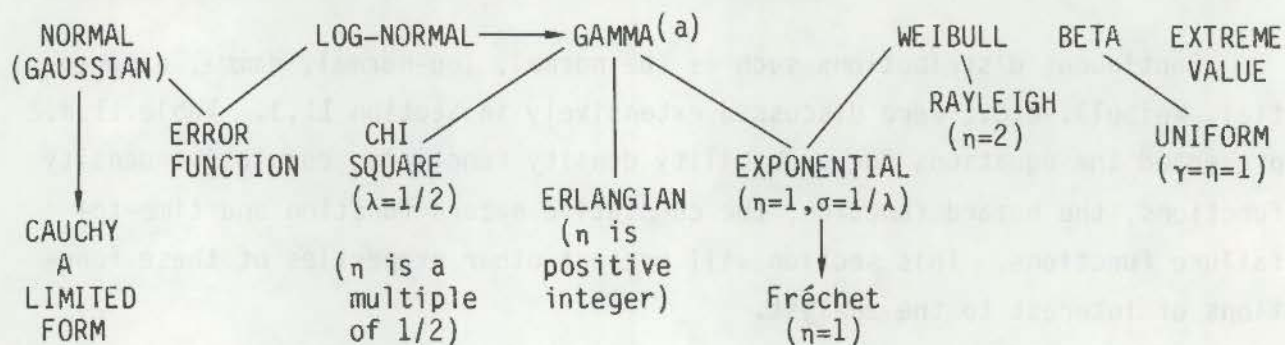 NORMAL LOG-NORMAL GAMMA(a) WEIBULL BETA EXTREME
(GAUSSIAN) VALUE
RAYLEIGH
ERROR CHI (η=2) UNIFORM
FUNCTION SQUARE EXPONENTIAL (γ=η=1)
(λ=1/2) ERLANGIAN (η=1,σ=1/λ)
CAUCHY (η is
A (η is a positive
LIMITED multiple integer) Fréchet
FORM of 1/2) (η=1)